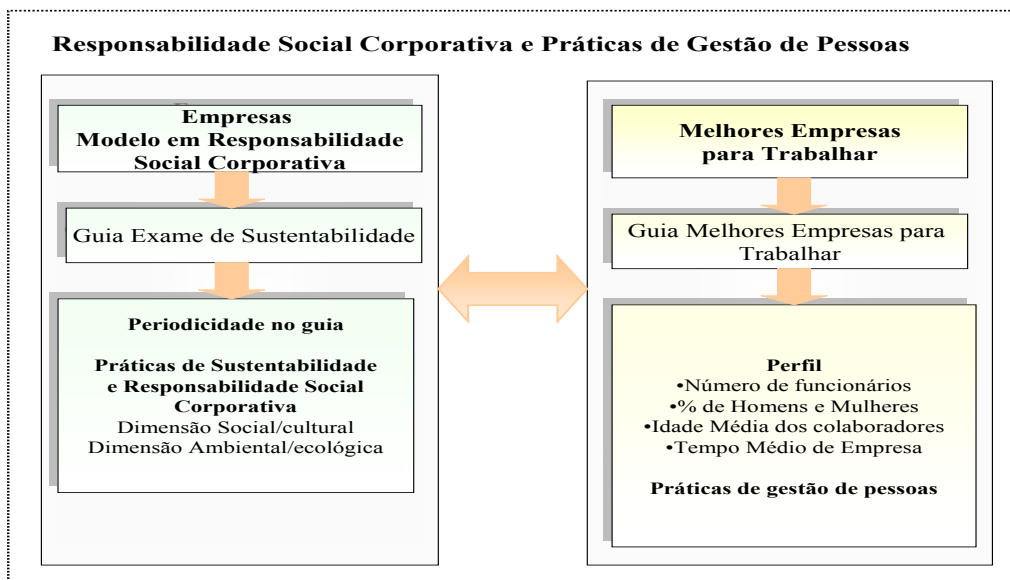 Responsabilidade Social Corporativa e Práticas de Gestão de Pessoas
Empresas
Modelo em Responsabilidade
Social Corporativa
Guia Exame de Sustentabilidade
Periodicidade no guia
Práticas de Sustentabilidade
e Responsabilidade Social
Corporativa
Dimensão Social/cultural
Dimensão Ambiental/ecológica
Melhores Empresas
para Trabalhar
Guia Melhores Empresas para
Trabalhar
Perfil
•Número de funcionários
•% de Homens e Mulheres
•Idade Média dos colaboradores
•Tempo Médio de Empresa
Práticas de gestão de pessoas